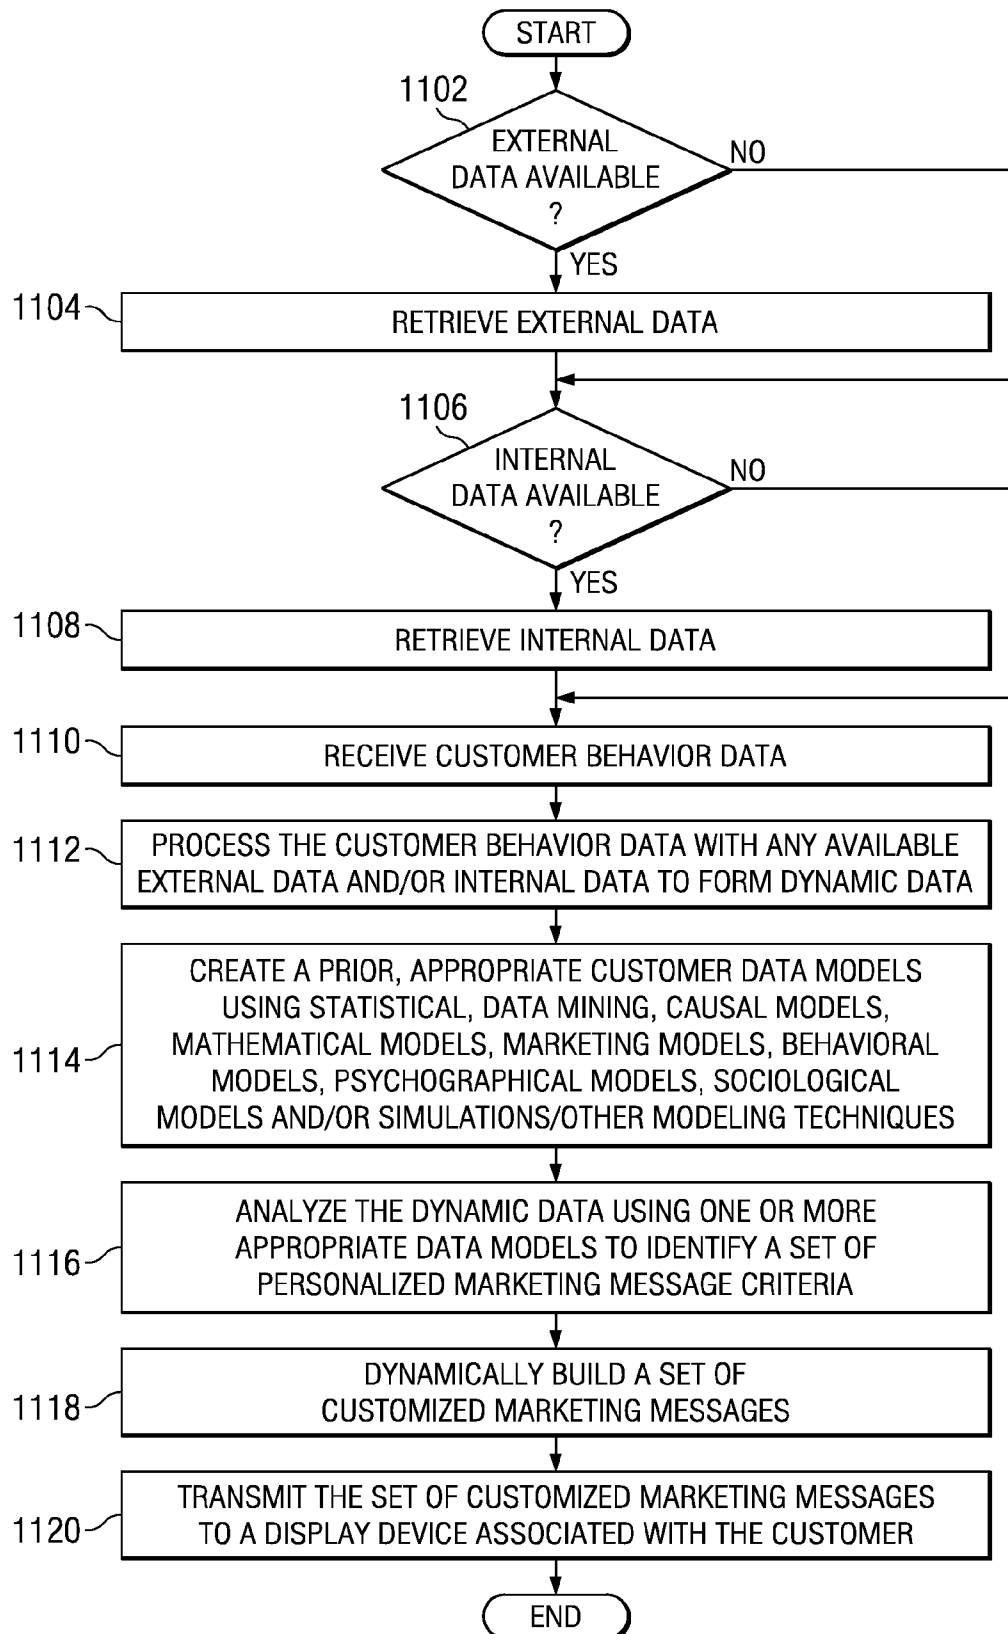 START
1102
EXTERNAL
DATA AVAILABLE
?
NO
YES
1104
RETRIEVE EXTERNAL DATA
1106
INTERNAL
DATA AVAILABLE
?
NO
YES
1108
RETRIEVE INTERNAL DATA
1110
RECEIVE CUSTOMER BEHAVIOR DATA
1112
PROCESS THE CUSTOMER BEHAVIOR DATA WITH ANY AVAILABLE
EXTERNAL DATA AND/OR INTERNAL DATA TO FORM DYNAMIC DATA
1114
CREATE A PRIOR, APPROPRIATE CUSTOMER DATA MODELS
USING STATISTICAL, DATA MINING, CAUSAL MODELS,
MATHEMATICAL MODELS, MARKETING MODELS, BEHAVIORAL
MODELS, PSYCHOGRAPHICAL MODELS, SOCIOLOGICAL
MODELS AND/OR SIMULATIONS/OTHER MODELING TECHNIQUES
1116
ANALYZE THE DYNAMIC DATA USING ONE OR MORE
APPROPRIATE DATA MODELS TO IDENTIFY A SET OF
PERSONALIZED MARKETING MESSAGE CRITERIA
1118
DYNAMICALLY BUILD A SET OF
CUSTOMIZED MARKETING MESSAGES
1120
TRANSMIT THE SET OF CUSTOMIZED MARKETING MESSAGES
TO A DISPLAY DEVICE ASSOCIATED WITH THE CUSTOMER
END